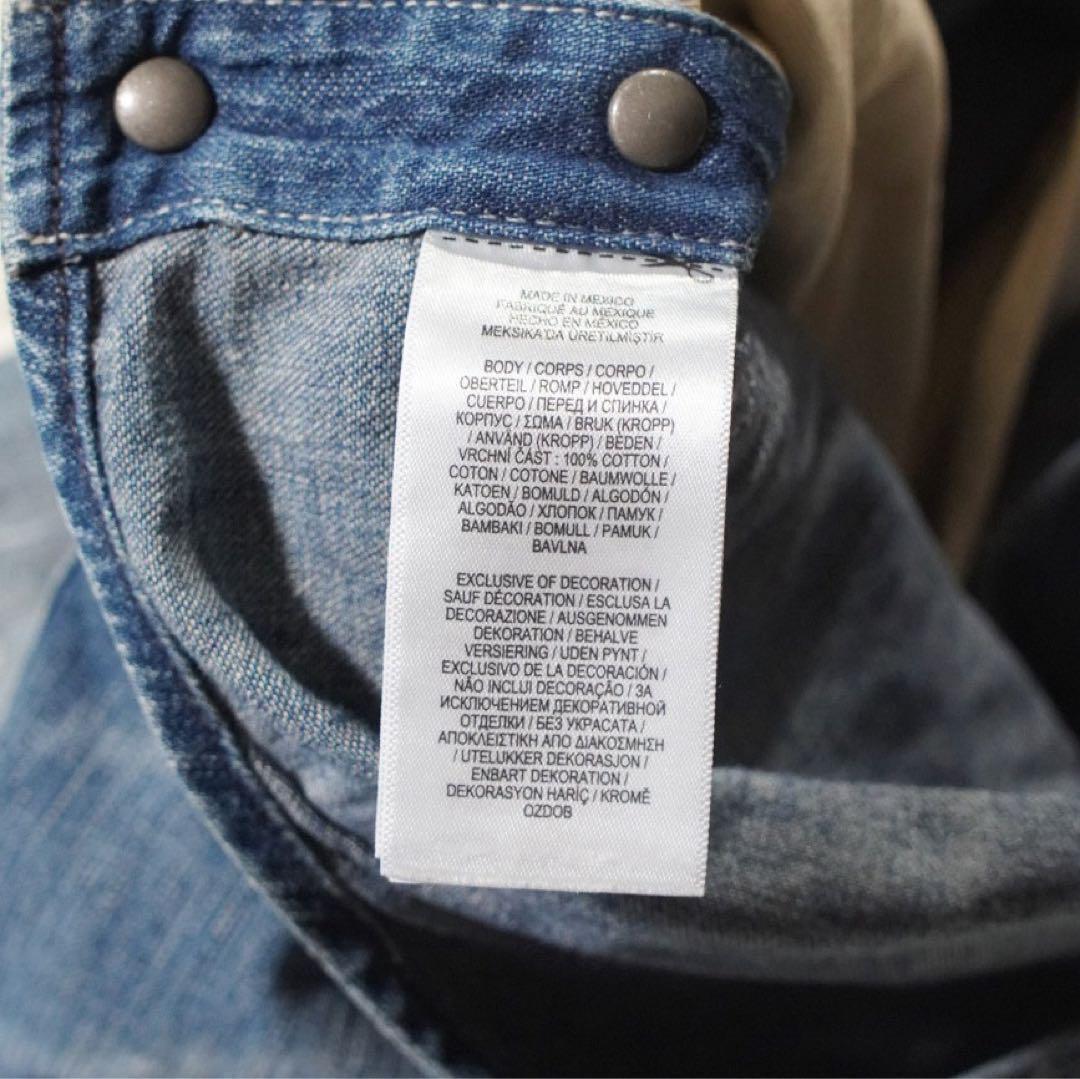 MADE IN MEXICO
FABRIQUÉ AU MEXIQUE
HECHO EN MÉXICO
MEKSIKA'DA ÜRETİLMİŞTİR
BODY / CORPS / CORPO /
OBERTEIL / ROMP / HOVEDDEL /
CUERPO / ПЕРЕД И СПИНКА /
КОРПУС / ΣΩΜΑ / BRUK (KROPP)
/ ANVÄND (KROPP) / BEDEN /
VRCHNÍ ČÁST : 100% COTTON /
COTON / COTONE / BAUMWOLLE /
KATOEN / BOMULD / ALGODÓN /
ALGODÃO / ХЛОПОК / ПАМУК /
BAMBAKI / BOMULL / PAMUK /
BAVLNA
EXCLUSIVE OF DECORATION /
SAUF DÉCORATION / ESCLUSA LA
DECORAZIONE / AUSGENOMMEN
DEKORATION / BEHALVE
VERSIERING / UDEN PYNT /
EXCLUSIVO DE LA DECORACIÓN /
NÃO INCLUI DECORAÇÃO / ЗА
ИСКЛЮЧЕНИЕМ ДЕКОРАТИВНОЙ
ОТДЕЛКИ / БЕЗ УКРАСАТА /
ΑΠΟΚΛΕΙΣΤΙΚΗ ΑΠΟ ΔΙΑΚΟΣΜΗΣΗ
/ UTELUKKER DEKORASJON /
ENBART DEKORATION /
DEKORASYON HARİÇ / KROMĚ
OZDOB